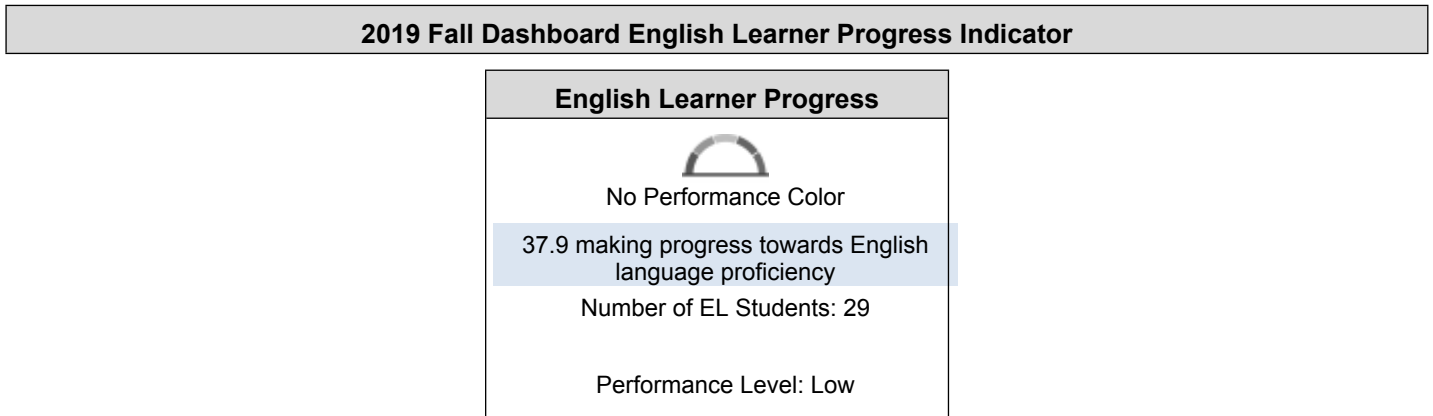 2019 Fall Dashboard English Learner Progress Indicator
English Learner Progress
No Performance Color
37.9 making progress towards English
language proficiency
Number of EL Students: 29
Performance Level: Low